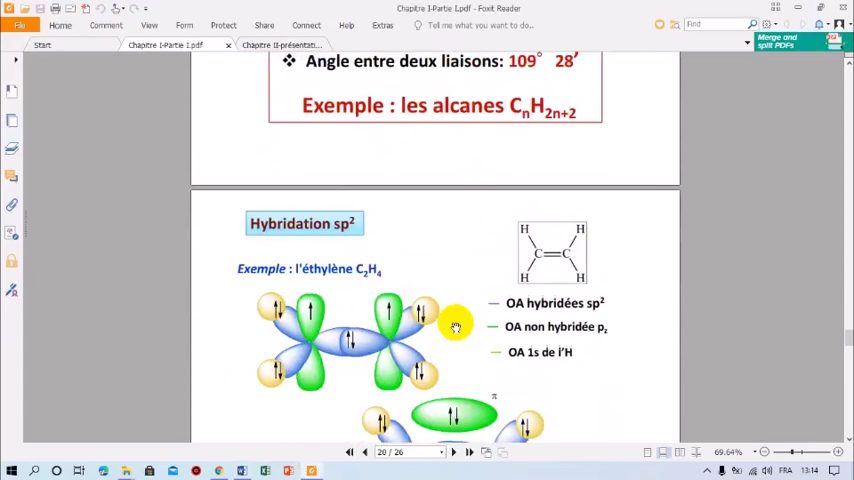 Chapitre I-Partie I.pdf - Foxit Reader
File Home Comment View Form Protect Share Connect Help Extras Tell me what you want to do... Find
Start Chapitre I-Partie I.pdf Chapitre II-présentati...
Merge and
split PDFs
❖ Angle entre deux liaisons: 109° 28’
Exemple : les alcanes CₙH₂ₙ₊₂
Hybridation sp²
Exemple : l'éthylène C₂H₄
H H
C C
H H
OA hybridées sp²
OA non hybridée p_z
OA 1s de l’H
π
20 / 26
69.64%
FRA 13:14